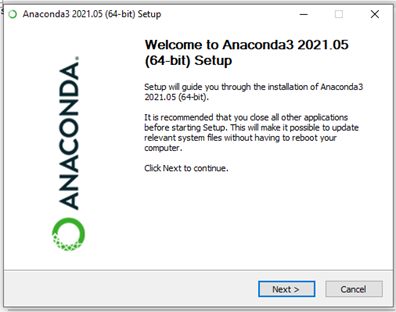 Anaconda3 2021.05 (64-bit) Setup
Welcome to Anaconda3 2021.05
(64-bit) Setup
Setup will guide you through the installation of Anaconda3
2021.05 (64-bit).
It is recommended that you close all other applications
before starting Setup. This will make it possible to update
relevant system files without having to reboot your
computer.
Click Next to continue.
ANACONDA.
Next >
Cancel